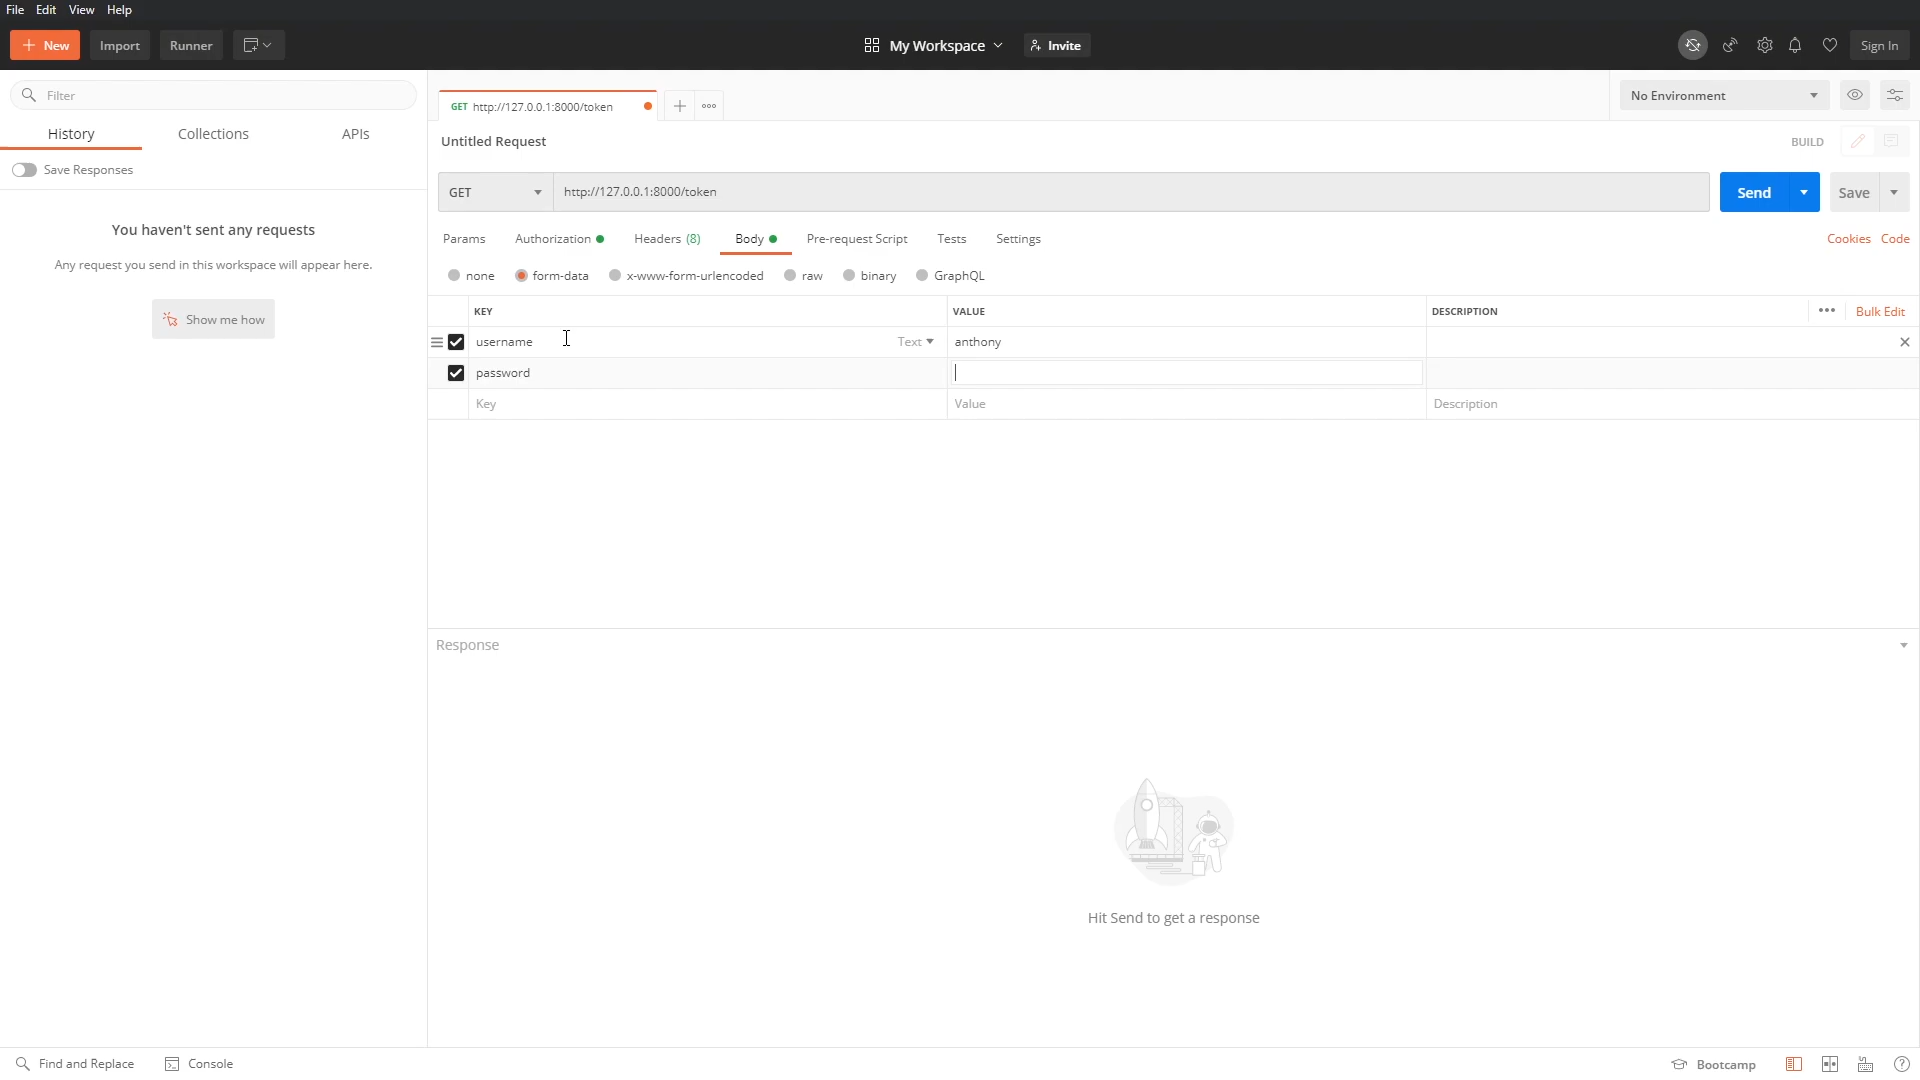 File Edit View Help
New Import Runner My Workspace Invite Sign In
Filter
History Collections APIs
Save Responses
You haven't sent any requests
Any request you send in this workspace will appear here.
Show me how
GET http://127.0.0.1:8000/token No Environment
Untitled Request BUILD
GET http://127.0.0.1:8000/token Send Save
Params Authorization Headers (8) Body Pre-request Script Tests Settings Cookies Code
none form-data x-www-form-urlencoded raw binary GraphQL
KEY VALUE DESCRIPTION Bulk Edit
username Text anthony
password
Key Value Description
Response
Hit Send to get a response
Find and Replace Console Bootcamp